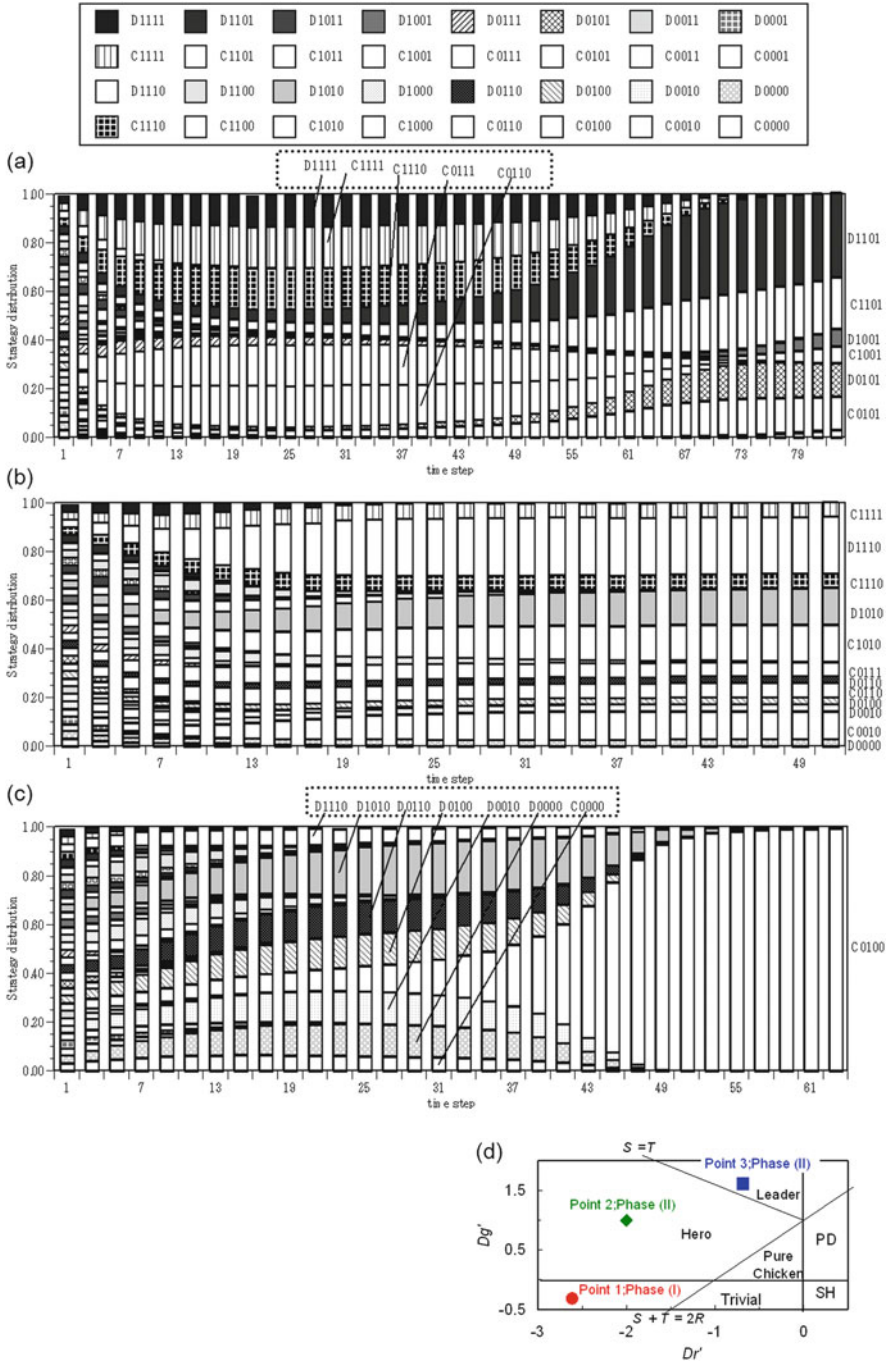 D1111 D1101 D1011 D1001 D0111 D0101 D0011 D0001
C1111 C1101 C1011 C1001 C0111 C0101 C0011 C0001
D1110 D1100 D1010 D1000 D0110 D0100 D0010 D0000
C1110 C1100 C1010 C1000 C0110 C0100 C0010 C0000
(a)
D1111 C1111 C1110 C0111 C0110
Strategy distribution
1.00
0.80
0.60
0.40
0.20
0.00
1 7 13 19 25 31 37 43 49 55 61 67 73 79
time step
D1101
C1101
D1001
C1001
D0101
C0101
(b)
Strategy distribution
1.00
0.80
0.60
0.40
0.20
0.00
1 7 13 19 25 31 37 43 49
time step
C1111
D1110
C1110
D1010
C1010
C0111
D0110
C0110
D0100
D0010
C0010
D0000
(c)
D1110 D1010 D0110 D0100 D0010 D0000 C0000
Strategy distribution
1.00
0.80
0.60
0.40
0.20
0.00
1 7 13 19 25 31 37 43 49 55 61
time step
C0100
(d)
S =T
Point 3;Phase (II)
Leader
Point 2;Phase (II)
Hero
PD
Pure
Chicken
Point 1;Phase (I)
Trivial
SH
S + T = 2R
Dg'
1.5
0.5
-0.5
-3 -2 -1 0
Dr'